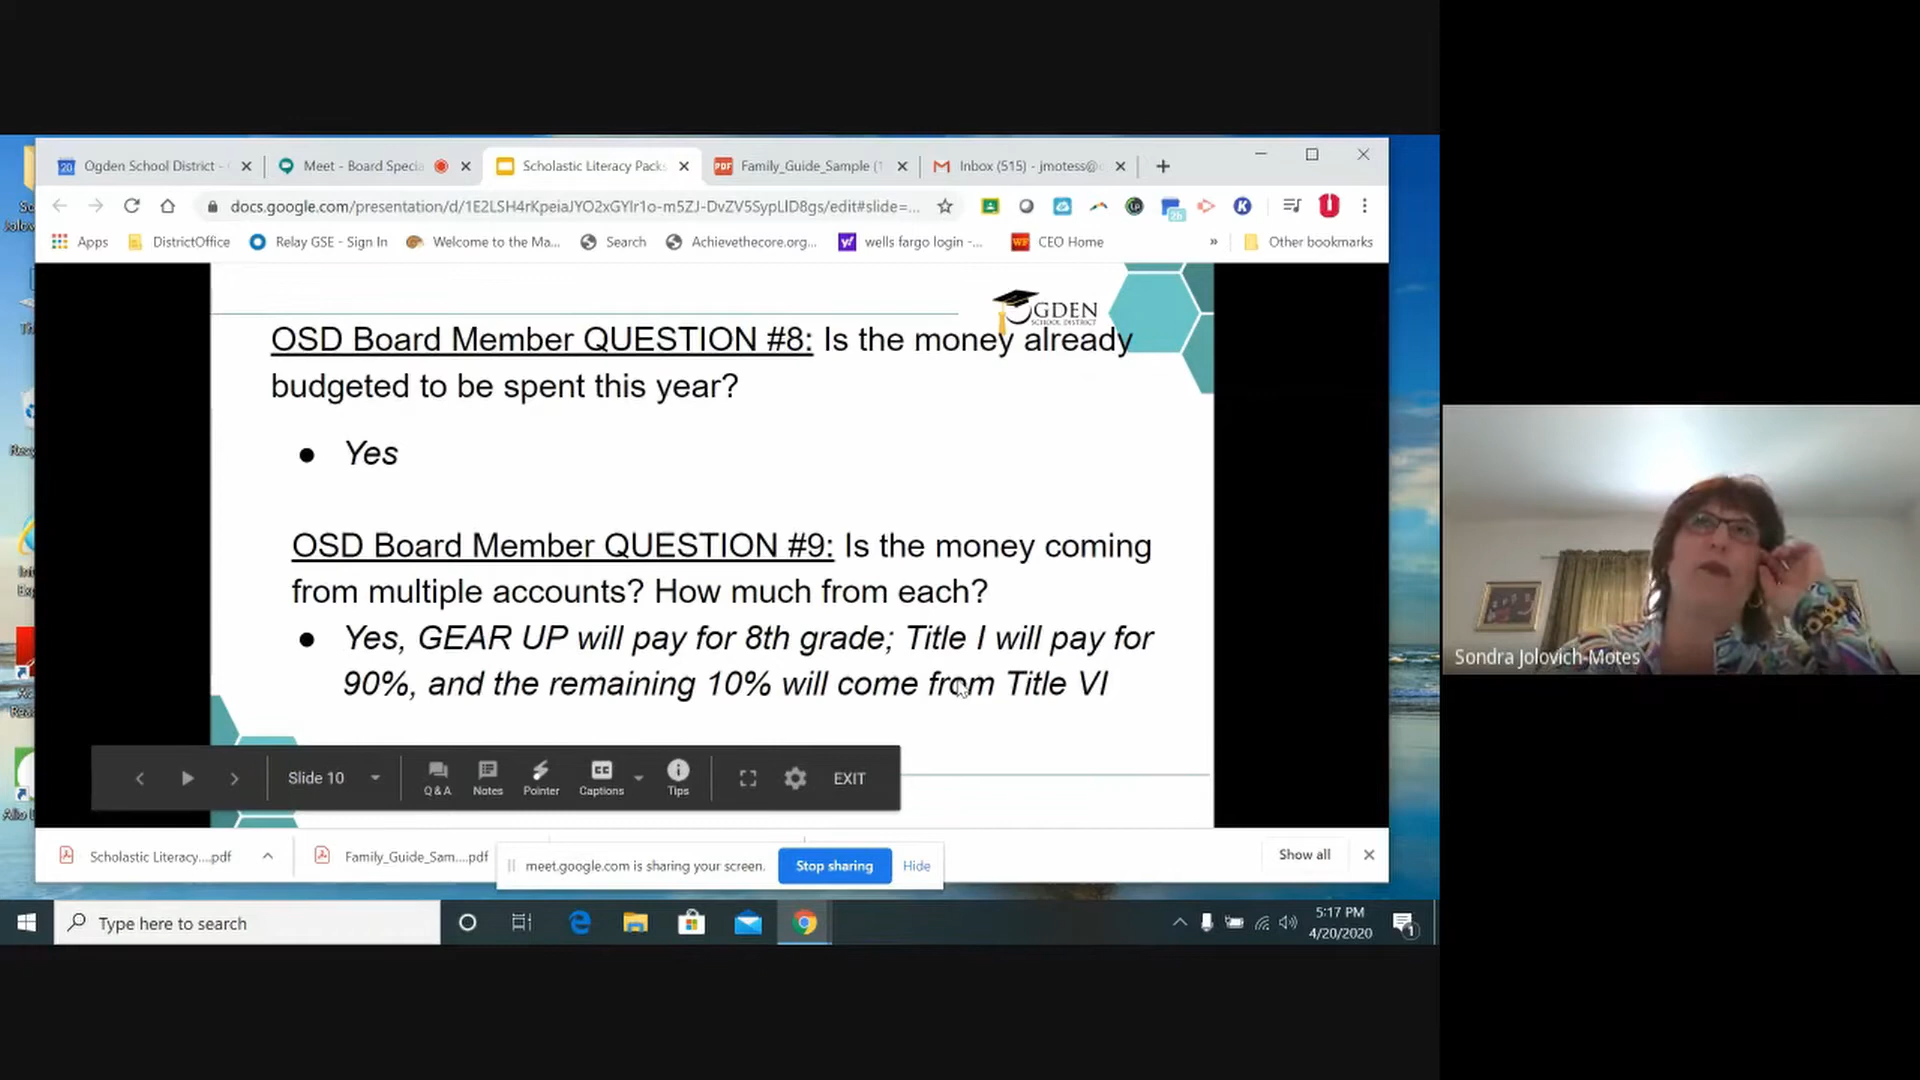 Ogden School District -
Meet - Board Specia
Scholastic Literacy Packs
PDF
Family_Guide_Sample (1
Inbox (515) - jmotess@
docs.google.com/presentation/d/1E2LSH4rKpeiaJYO2xGYlr1o-m5ZJ-DvZV5SypLlD8gs/edit#slide=...
Apps
DistrictOffice
Relay GSE - Sign In
Welcome to the Ma...
Search
Achievethecore.org...
wells fargo login -...
CEO Home
»
Other bookmarks
OGDEN
SCHOOL DISTRICT
OSD Board Member QUESTION #8: Is the money already
budgeted to be spent this year?
● Yes
OSD Board Member QUESTION #9: Is the money coming
from multiple accounts? How much from each?
● Yes, GEAR UP will pay for 8th grade; Title I will pay for
90%, and the remaining 10% will come from Title VI
Slide 10
Q & A
Notes
Pointer
CC
Captions
Tips
EXIT
Scholastic Literacy....pdf
Family_Guide_Sam....pdf
meet.google.com is sharing your screen.
Stop sharing
Hide
Show all
Type here to search
5:17 PM
4/20/2020
1
Sondra Jolovich-Motes